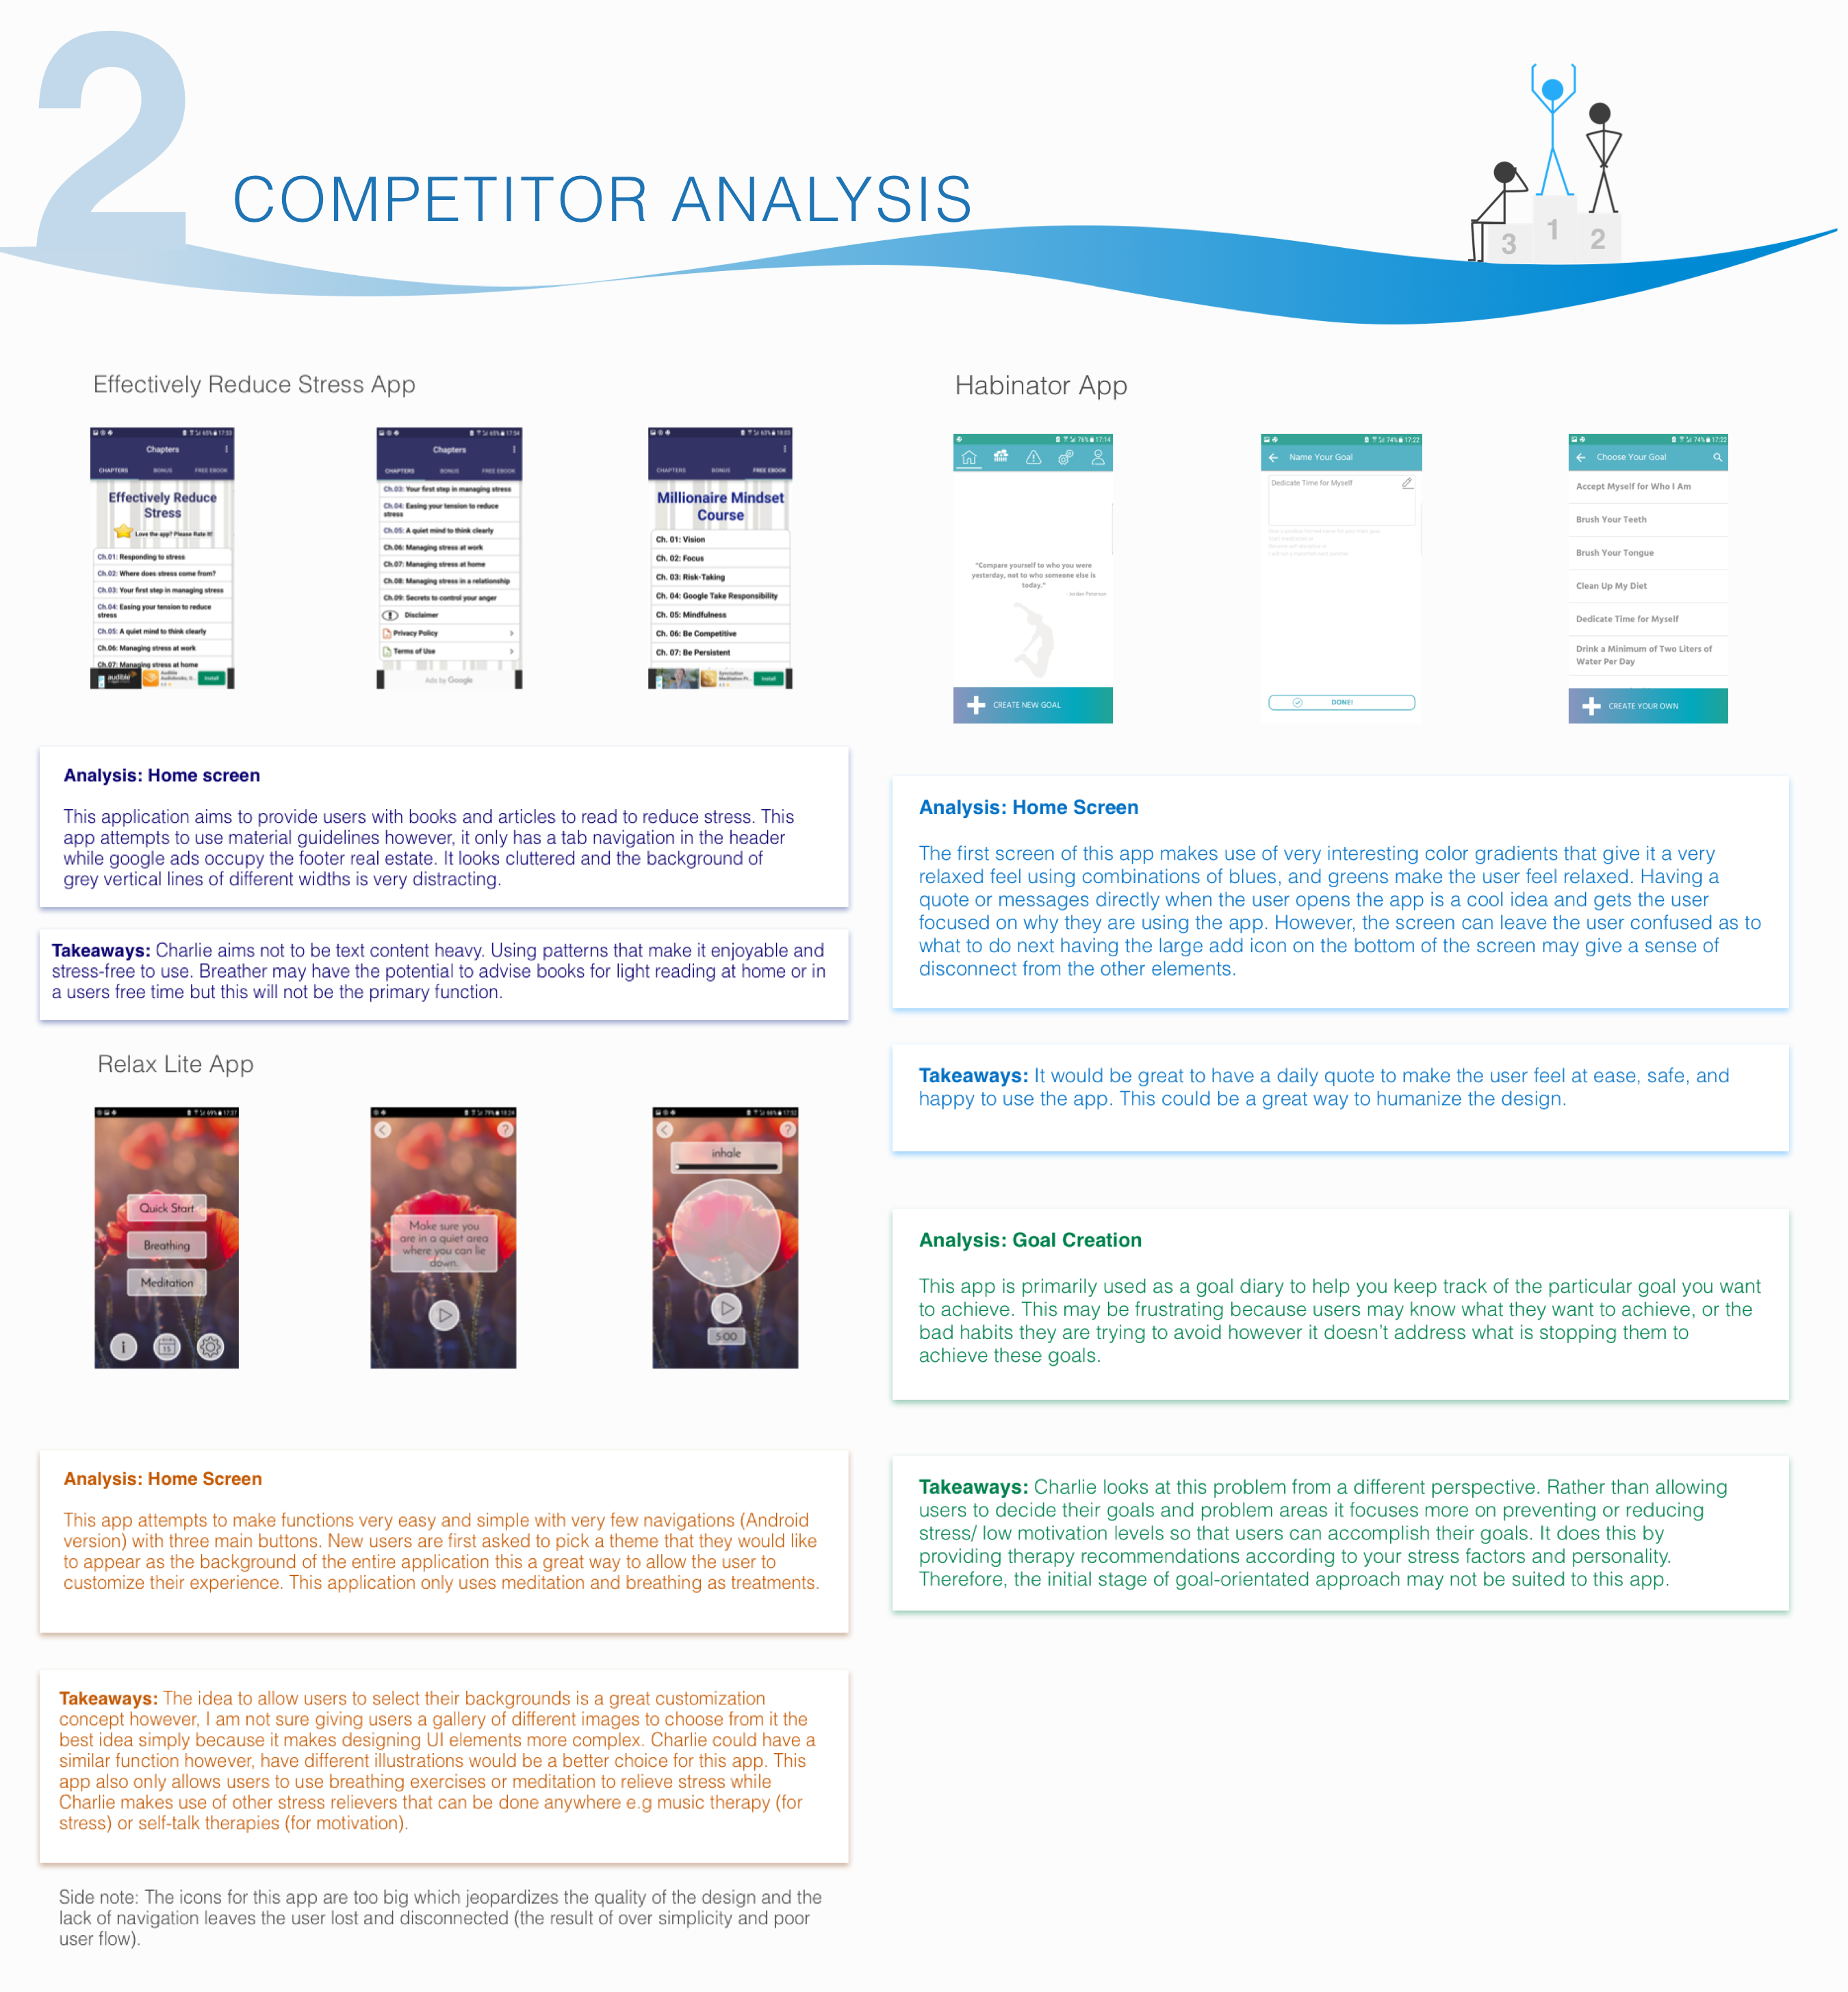 2
COMPETITOR ANALYSIS
3
1
2
Effectively Reduce Stress App
65% 17:53
Chapters
CHAPTERS BONUS FREE EBOOK
Effectively Reduce
Stress
Love the app? Please Rate It!
Ch.01: Responding to stress
Ch.02: Where does stress come from?
Ch.03: Your first step in managing stress
Ch.04: Easing your tension to reduce
stress
Ch.05: A quiet mind to think clearly
Ch.06: Managing stress at work
Ch.07: Managing stress at home
audible
Install
65% 17:54
Chapters
CHAPTERS BONUS FREE EBOOK
Ch.03: Your first step in managing stress
Ch.04: Easing your tension to reduce
stress
Ch.05: A quiet mind to think clearly
Ch.06: Managing stress at work
Ch.07: Managing stress at home
Ch.08: Managing stress in a relationship
Ch.09: Secrets to control your anger
Disclaimer
Privacy Policy
Terms of Use
Ads by Google
63% 18:03
CHAPTERS BONUS FREE EBOOK
Millionaire Mindset
Course
Ch. 01: Vision
Ch. 02: Focus
Ch. 03: Risk-Taking
Ch. 04: Google Take Responsibility
Ch. 05: Mindfulness
Ch. 06: Be Competitive
Ch. 07: Be Persistent
Install
Analysis: Home screen
This application aims to provide users with books and articles to read to reduce stress. This
app attempts to use material guidelines however, it only has a tab navigation in the header
while google ads occupy the footer real estate. It looks cluttered and the background of
grey vertical lines of different widths is very distracting.
Takeaways: Charlie aims not to be text content heavy. Using patterns that make it enjoyable and
stress-free to use. Breather may have the potential to advise books for light reading at home or in
a users free time but this will not be the primary function.
Relax Lite App
69% 17:37
Quick Start
Breathing
Meditation
i
15
79% 18:24
?
Make sure you
are in a quiet area
where you can lie
down.
66% 17:52
?
inhale
5:00
Analysis: Home Screen
This app attempts to make functions very easy and simple with very few navigations (Android
version) with three main buttons. New users are first asked to pick a theme that they would like
to appear as the background of the entire application this a great way to allow the user to
customize their experience. This application only uses meditation and breathing as treatments.
Takeaways: The idea to allow users to select their backgrounds is a great customization
concept however, I am not sure giving users a gallery of different images to choose from it the
best idea simply because it makes designing UI elements more complex. Charlie could have a
similar function however, have different illustrations would be a better choice for this app. This
app also only allows users to use breathing exercises or meditation to relieve stress while
Charlie makes use of other stress relievers that can be done anywhere e.g music therapy (for
stress) or self-talk therapies (for motivation).
Side note: The icons for this app are too big which jeopardizes the quality of the design and the
lack of navigation leaves the user lost and disconnected (the result of over simplicity and poor
user flow).
Habinator App
76% 17:14
"Compare yourself to who you were
yesterday, not to who someone else is
today."
- Jordan Peterson
CREATE NEW GOAL
74% 17:22
Name Your Goal
Dedicate Time for Myself
DONE!
74% 17:22
Choose Your Goal
Accept Myself for Who I Am
Brush Your Teeth
Brush Your Tongue
Clean Up My Diet
Dedicate Time for Myself
Drink a Minimum of Two Liters of
Water Per Day
CREATE YOUR OWN
Analysis: Home Screen
The first screen of this app makes use of very interesting color gradients that give it a very
relaxed feel using combinations of blues, and greens make the user feel relaxed. Having a
quote or messages directly when the user opens the app is a cool idea and gets the user
focused on why they are using the app. However, the screen can leave the user confused as to
what to do next having the large add icon on the bottom of the screen may give a sense of
disconnect from the other elements.
Takeaways: It would be great to have a daily quote to make the user feel at ease, safe, and
happy to use the app. This could be a great way to humanize the design.
Analysis: Goal Creation
This app is primarily used as a goal diary to help you keep track of the particular goal you want
to achieve. This may be frustrating because users may know what they want to achieve, or the
bad habits they are trying to avoid however it doesn't address what is stopping them to
achieve these goals.
Takeaways: Charlie looks at this problem from a different perspective. Rather than allowing
users to decide their goals and problem areas it focuses more on preventing or reducing
stress/ low motivation levels so that users can accomplish their goals. It does this by
providing therapy recommendations according to your stress factors and personality.
Therefore, the initial stage of goal-orientated approach may not be suited to this app.